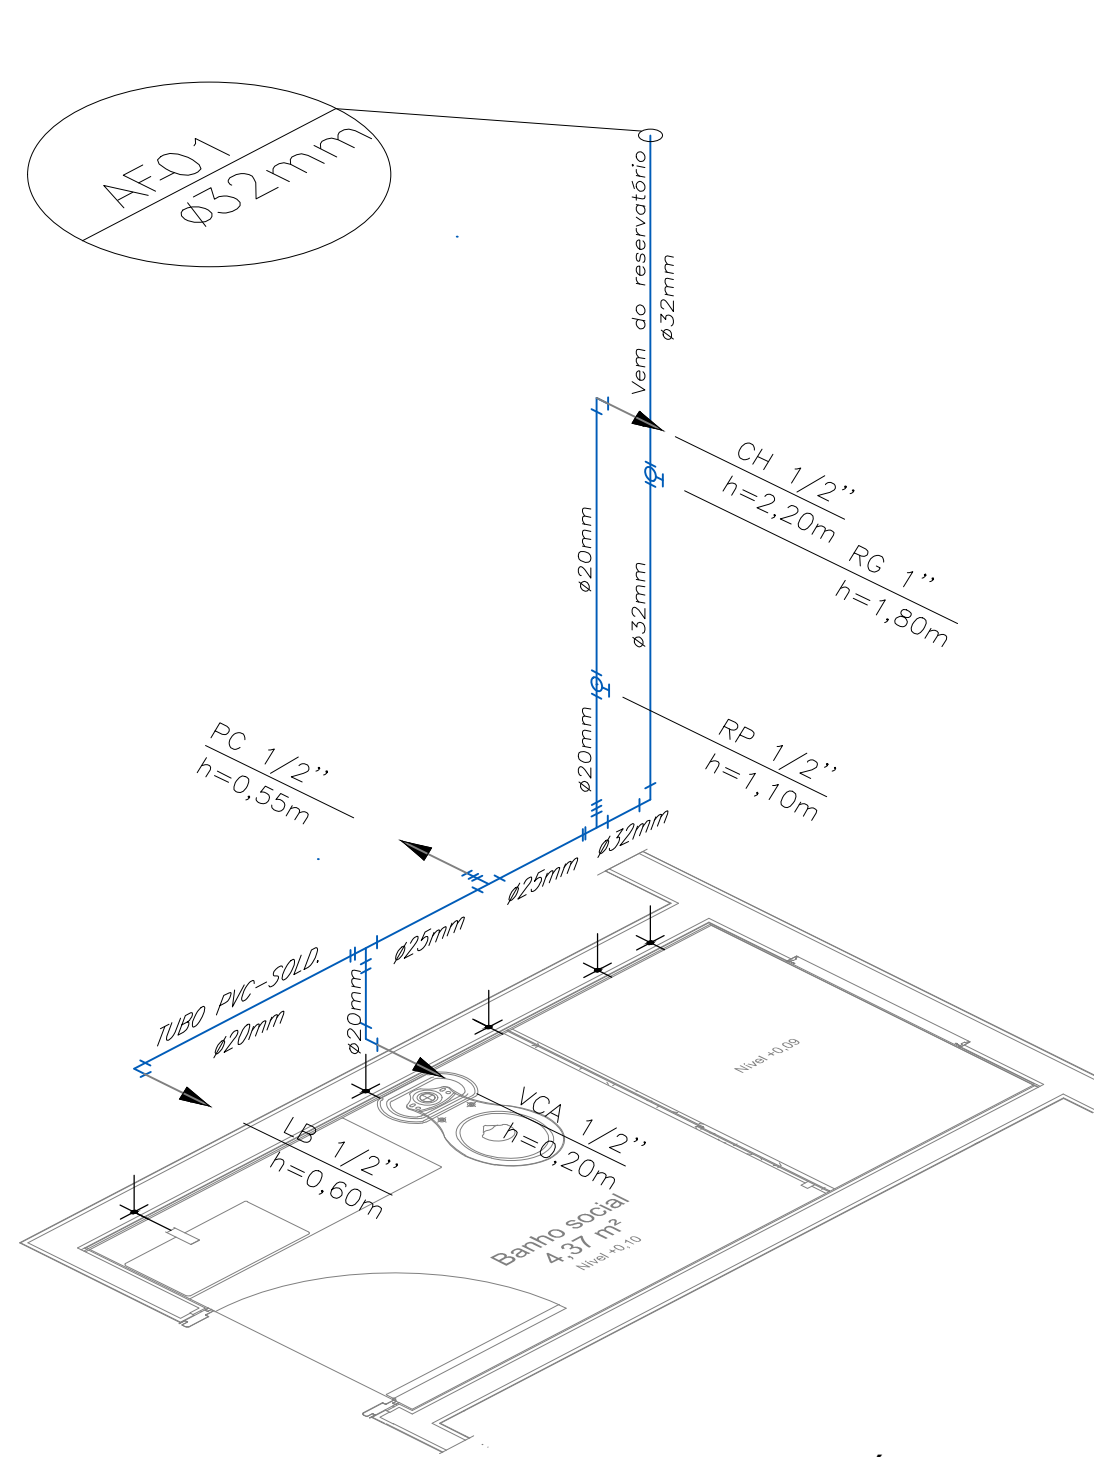 AF-01
ø32mm
Vem do reservatório
ø32mm
CH 1/2’’
h=2,20m
RG 1’’
h=1,80m
ø20mm
ø32mm
ø20mm
RP 1/2’’
h=1,10m
PC 1/2’’
h=0,55m
ø32mm
ø25mm
ø25mm
TUBO PVC-SOLD.
ø20mm
ø20mm
VCA 1/2’’
h=0,20m
LB 1/2’’
h=0,60m
Nível +0,09
Banho social
4,37 m²
Nível +0,10